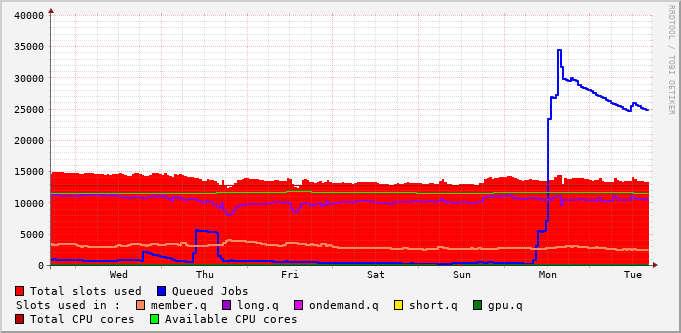 40000
35000
30000
25000
20000
15000
10000
5000
0
Wed Thu Fri Sat Sun Mon Tue
RRDTOOL / TOBI OETIKER
Total slots used Queued Jobs
Slots used in : member.q long.q ondemand.q short.q gpu.q
Total CPU cores Available CPU cores